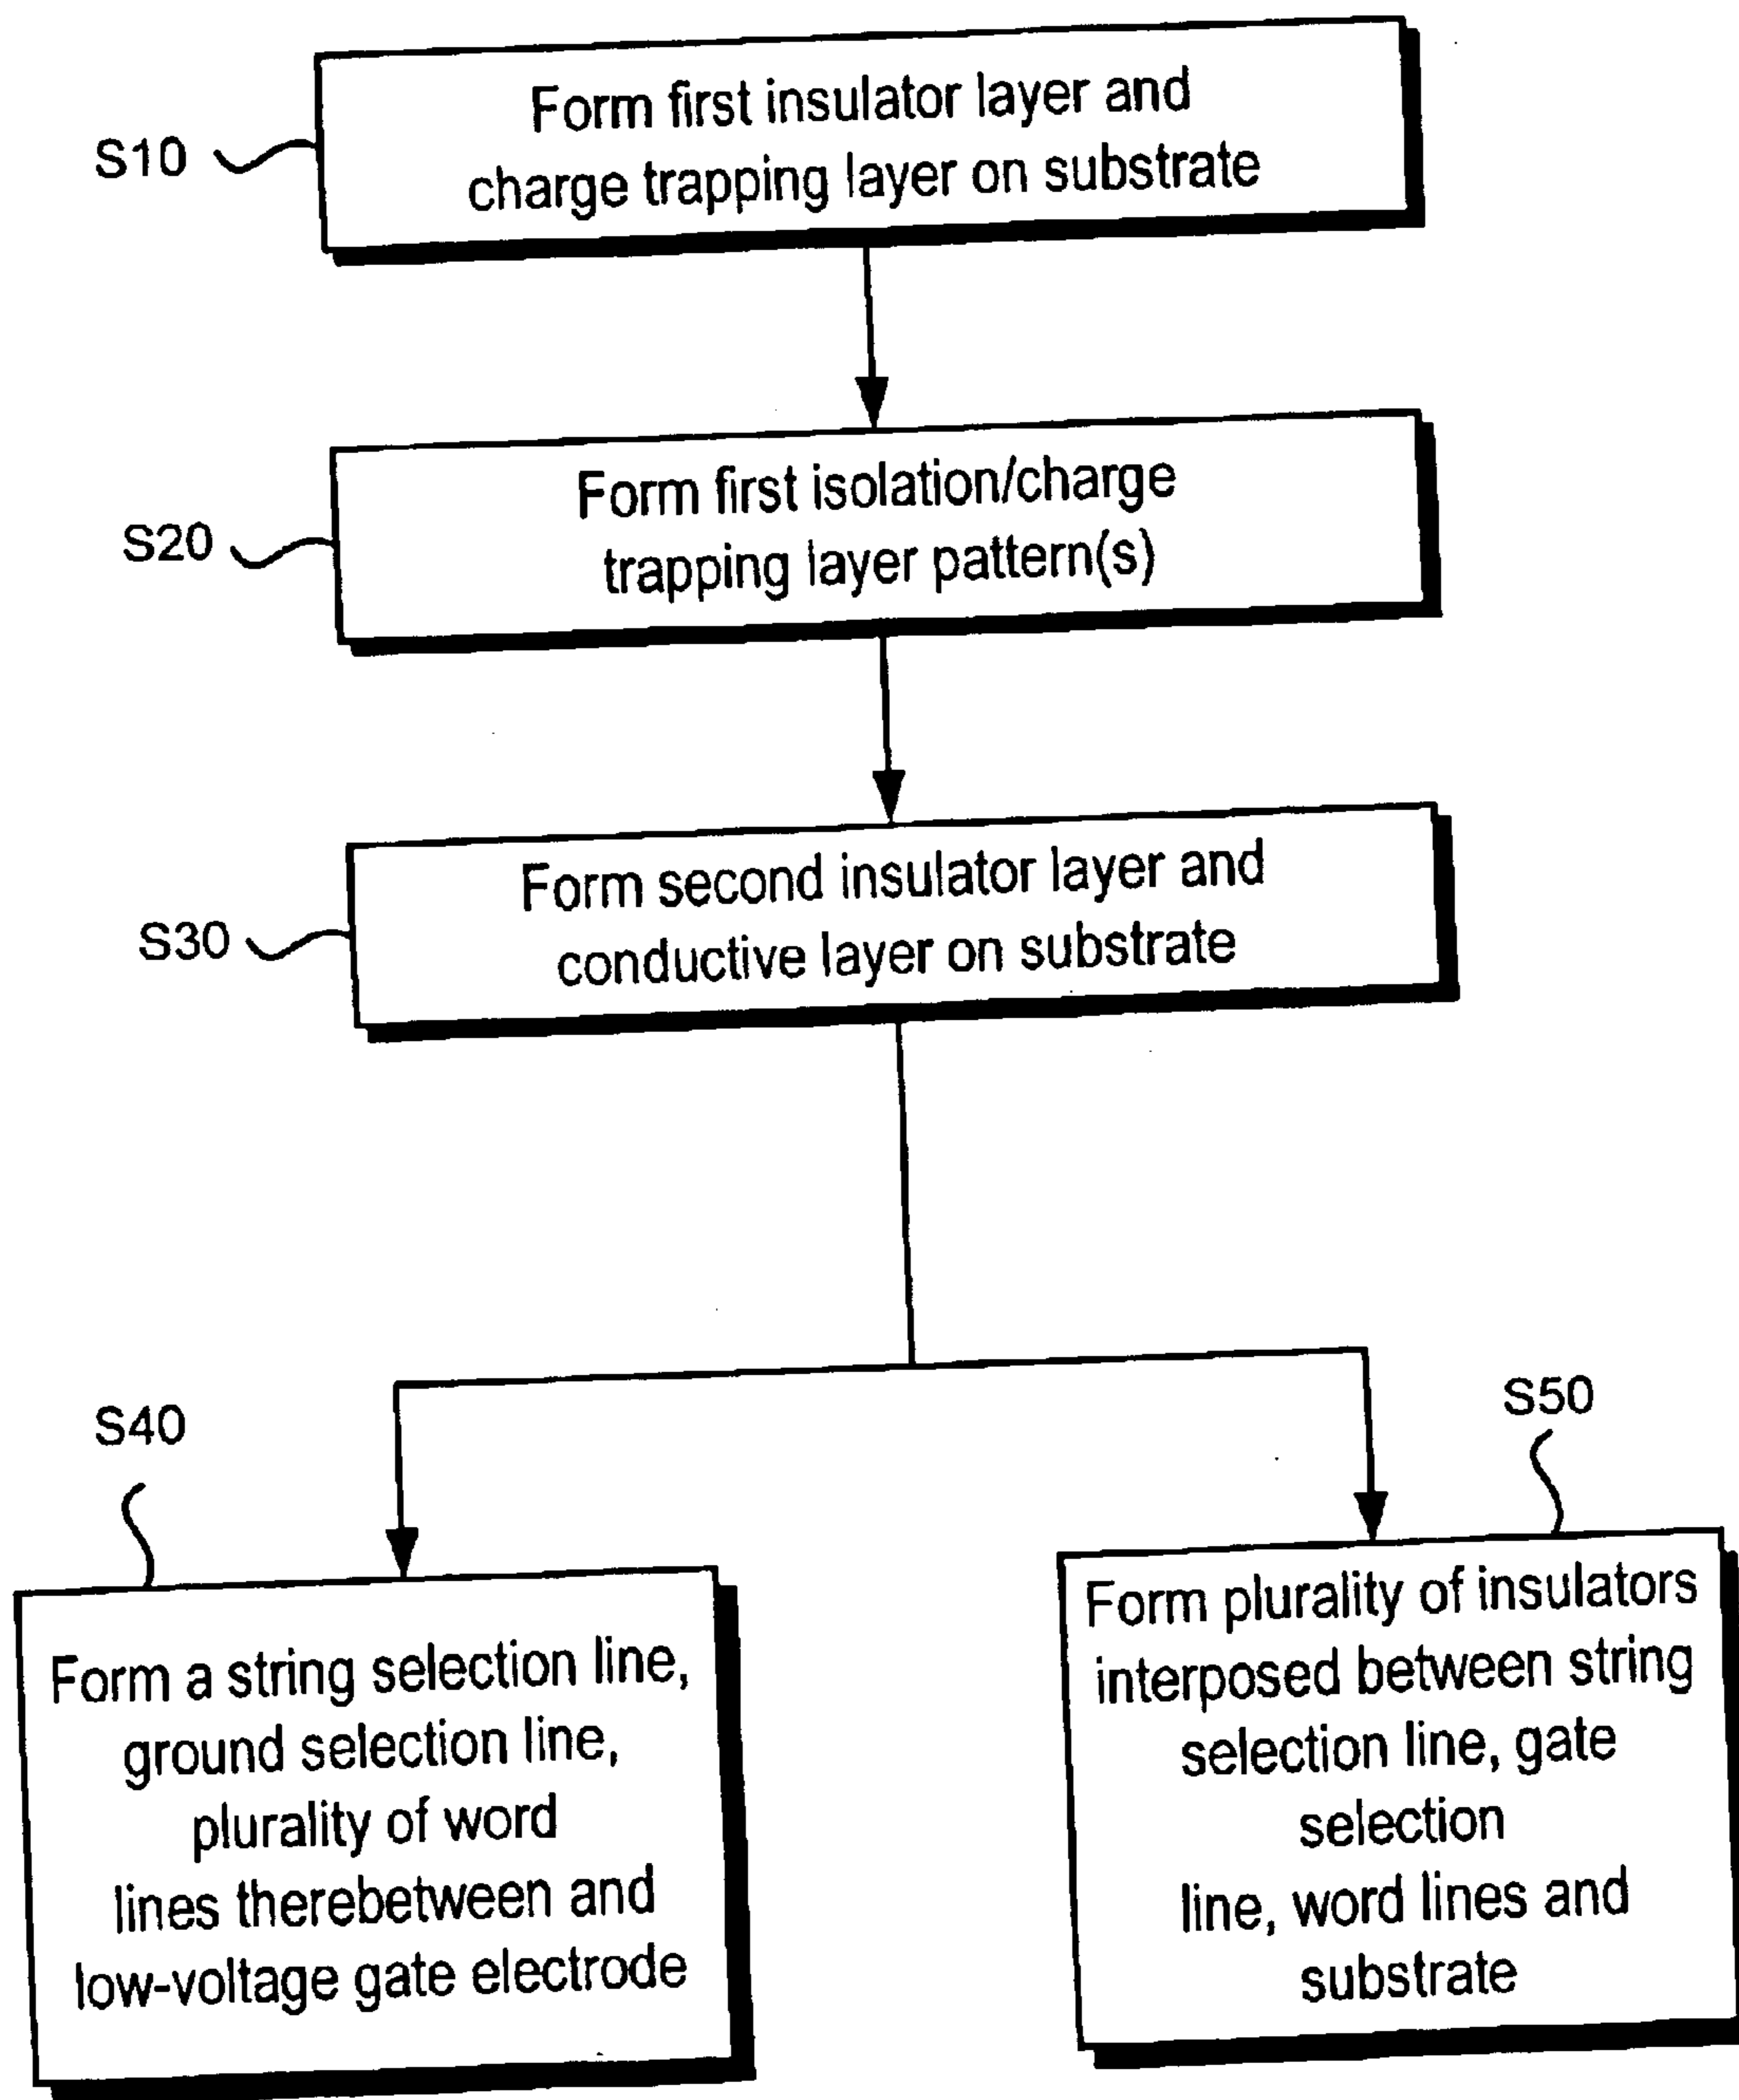 S10
Form first insulator layer and
charge trapping layer on substrate
S20
Form first isolation/charge
trapping layer pattern(s)
S30
Form second insulator layer and
conductive layer on substrate
S40
Form a string selection line,
ground selection line,
plurality of word
lines therebetween and
low-voltage gate electrode
S50
Form plurality of insulators
interposed between string
selection line, gate
selection
line, word lines and
substrate